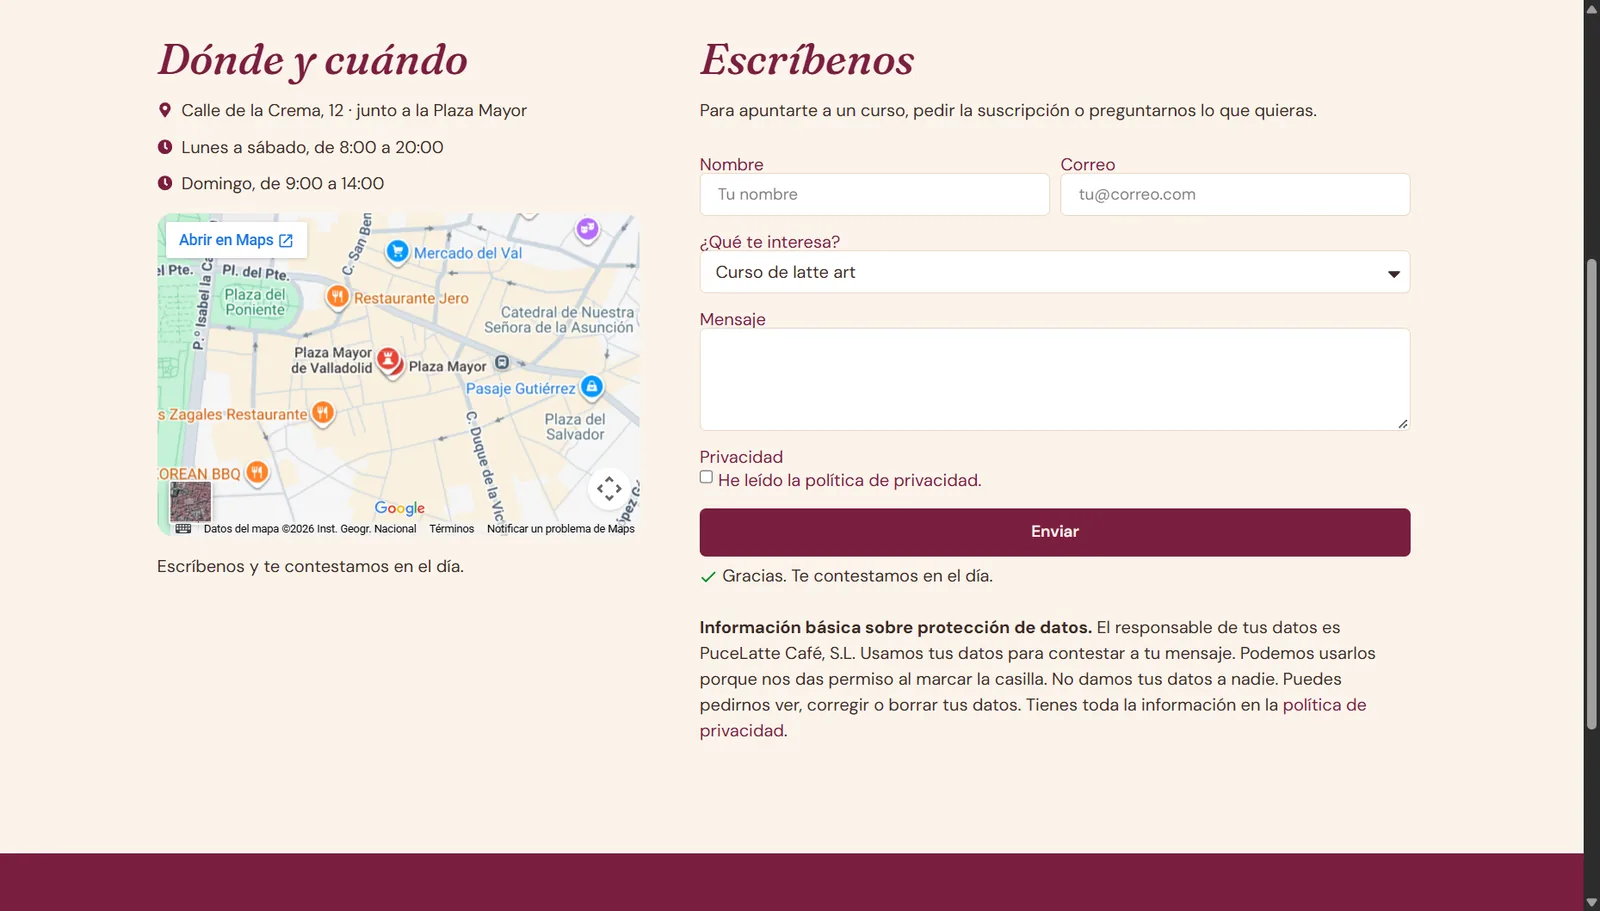 Dónde y cuándo
Calle de la Crema, 12 · junto a la Plaza Mayor
Lunes a sábado, de 8:00 a 20:00
Domingo, de 9:00 a 14:00
Abrir en Maps
C. San Ben
Mercado del Val
el Pte.
Pl. del Pte.
P.º Isabel la Ca
Plaza del
Poniente
Restaurante Jero
Catedral de Nuestra
Señora de la Asunción
Plaza Mayor
de Valladolid
Plaza Mayor
Pasaje Gutiérrez
s Zagales Restaurante
Plaza del
Salvador
C. Duque de la Vic
OREAN BBQ
ópez G
Google
Datos del mapa ©2026 Inst. Geogr. Nacional
Términos
Notificar un problema de Maps
Escríbenos y te contestamos en el día.
Escríbenos
Para apuntarte a un curso, pedir la suscripción o preguntarnos lo que quieras.
Nombre
Tu nombre
Correo
tu@correo.com
¿Qué te interesa?
Curso de latte art
Mensaje
Privacidad
He leído la política de privacidad.
Enviar
Gracias. Te contestamos en el día.
Información básica sobre protección de datos. El responsable de tus datos es
PuceLatte Café, S.L. Usamos tus datos para contestar a tu mensaje. Podemos usarlos
porque nos das permiso al marcar la casilla. No damos tus datos a nadie. Puedes
pedirnos ver, corregir o borrar tus datos. Tienes toda la información en la política de
privacidad.